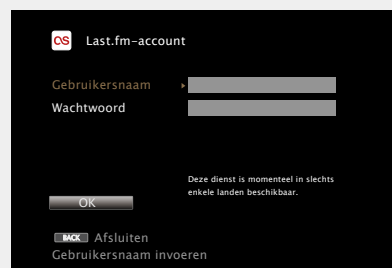 Last.fm-account
Gebruikersnaam
Wachtwoord
Deze dienst is momenteel in slechts
enkele landen beschikbaar.
OK
BACK Afsluiten
Gebruikersnaam invoeren